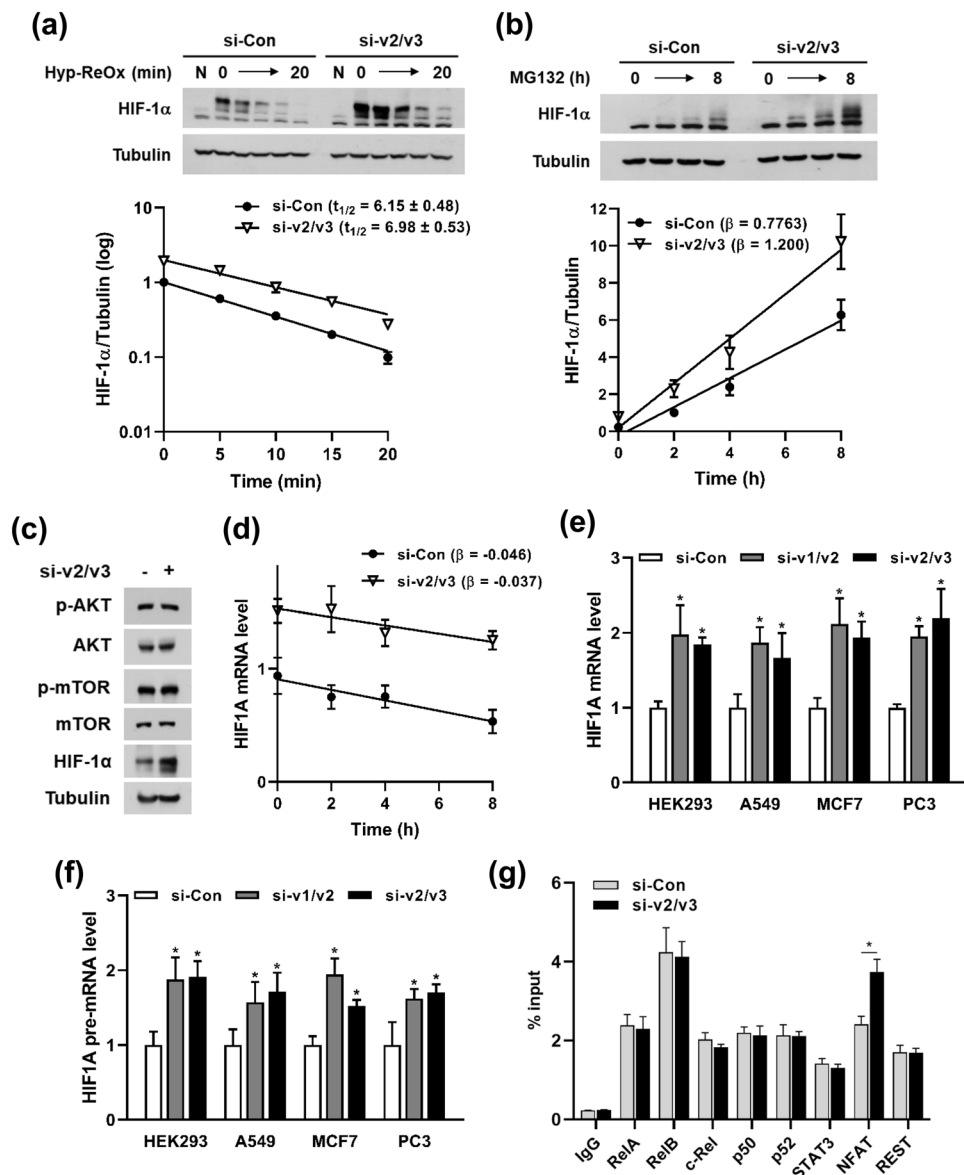 (a)
si-Con si-v2/v3
Hyp-ReOx (min) N 0 20 N 0 20
HIF-1α
Tubulin
si-Con (t1/2 = 6.15 ± 0.48)
si-v2/v3 (t1/2 = 6.98 ± 0.53)
HIF-1α/Tubulin (log)
10
1
0.1
0.01
0 5 10 15 20
Time (min)
(b)
si-Con si-v2/v3
MG132 (h) 0 8 0 8
HIF-1α
Tubulin
si-Con (β = 0.7763)
si-v2/v3 (β = 1.200)
HIF-1α/Tubulin
12
10
8
6
4
2
0
0 2 4 8
Time (h)
(c)
si-v2/v3 - +
p-AKT
AKT
p-mTOR
mTOR
HIF-1α
Tubulin
(d)
si-Con (β = -0.046)
si-v2/v3 (β = -0.037)
HIF1A mRNA level
1
0
0 2 4 8
Time (h)
(e)
si-Con si-v1/v2 si-v2/v3
HIF1A mRNA level
3
2
1
0
* * * * * * * *
HEK293 A549 MCF7 PC3
(f)
si-Con si-v1/v2 si-v2/v3
HIF1A pre-mRNA level
3
2
1
0
* * * * * * * *
HEK293 A549 MCF7 PC3
(g)
si-Con
si-v2/v3
% input
6
4
2
0
*
IgG RelA RelB c-Rel p50 p52 STAT3 NFAT REST